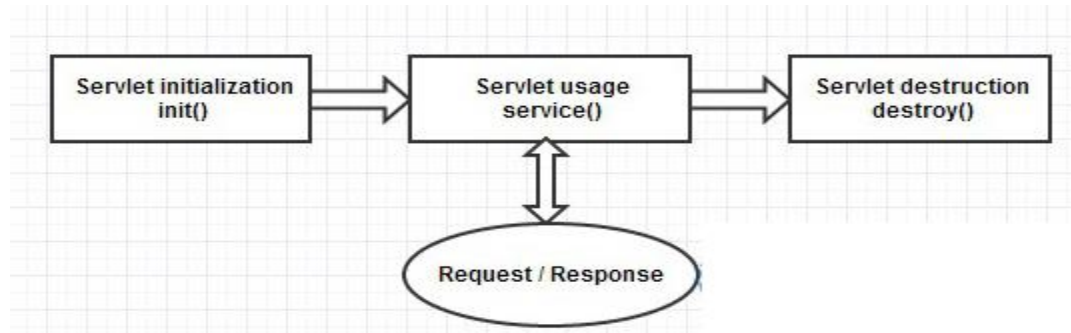 Servlet initialization
init()
Servlet usage
service()
Servlet destruction
destroy()
Request / Response